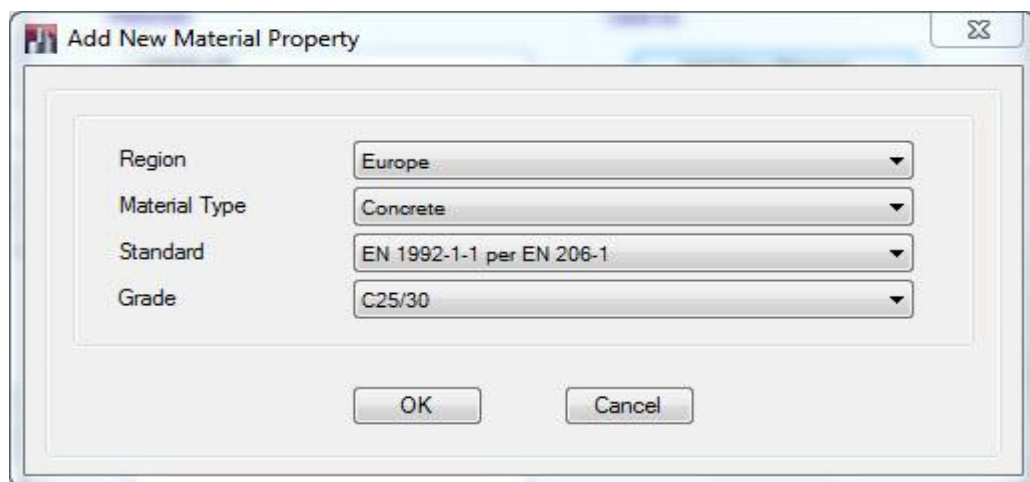 Add New Material Property
Region Europe
Material Type Concrete
Standard EN 1992-1-1 per EN 206-1
Grade C25/30
OK Cancel